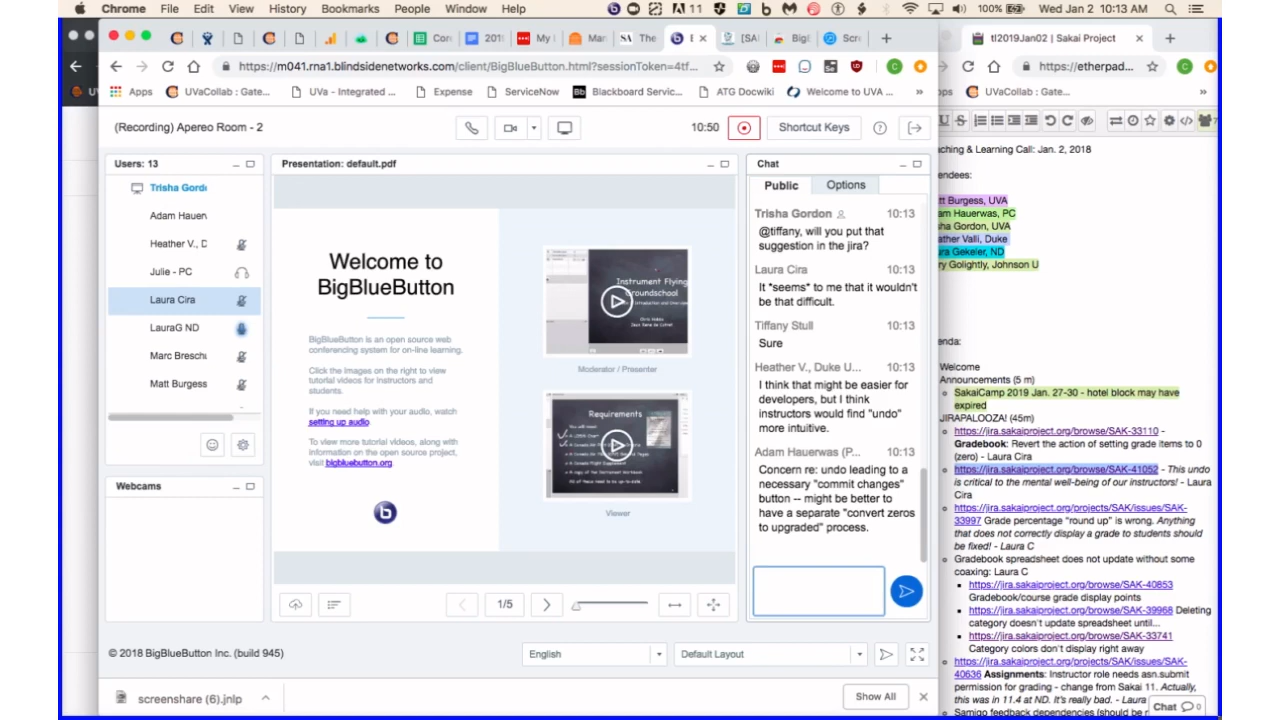 Chrome File Edit View History Bookmarks People Window Help 11 100% Wed Jan 2 10:13 AM
Con 201 My Mar SA The [SA Big Scr tl2019Jan02 | Sakai Project
https://m041.rna1.blindsidenetworks.com/client/BigBlueButton.html?sessionToken=4tf... https://etherpad...
Apps UVaCollab : Gate... UVa - Integrated ... Expense ServiceNow Bb Blackboard Servic... ATG Docwiki Welcome to UVA ... » UVaCollab : Gate... »
(Recording) Apereo Room - 2 10:50 Shortcut Keys
Users: 13
Trisha Gord
Adam Hauer
Heather V., D
Julie - PC
Laura Cira
LauraG ND
Marc Bresch
Matt Burgess
Webcams
Presentation: default.pdf
Welcome to
BigBlueButton
BigBlueButton is an open source web
conferencing system for on-line learning.
Click the images on the right to view
tutorial videos for instructors and
students.
If you need help with your audio, watch
setting up audio
To view more tutorial videos, along with
information on the open source project,
visit bigbluebutton.org.
Instrument Flying
Groundschool
Moderator / Presenter
Requirements
Viewer
1/5
Chat
Public Options
Trisha Gordon 10:13
@tiffany, will you put that
suggestion in the jira?
Laura Cira 10:13
It *seems* to me that it wouldn't
be that difficult.
Tiffany Stull 10:13
Sure
Heather V., Duke U... 10:13
I think that might be easier for
developers, but I think
instructors would find "undo"
more intuitive.
Adam Hauerwas (P... 10:13
Concern re: undo leading to a
necessary "commit changes"
button -- might be better to
have a separate "convert zeros
to upgraded" process.
© 2018 BigBlueButton Inc. (build 945) English Default Layout
screenshare (6).jnlp Show All
aching & Learning Call: Jan. 2, 2018
endees:
tt Burgess, UVA
am Hauerwas, PC
sha Gordon, UVA
ather Valli, Duke
ura Gekeler, ND
ry Golightly, Johnson U
enda:
Welcome
Announcements (5 m)
SakaiCamp 2019 Jan. 27-30 - hotel block may have
expired
JIRAPALOOZA! (45m)
https://jira.sakaiproject.org/browse/SAK-33110 -
Gradebook: Revert the action of setting grade items to 0
(zero) - Laura Cira
https://jira.sakaiproject.org/browse/SAK-41052 - This undo
is critical to the mental well-being of our instructors! - Laura
Cira
https://jira.sakaiproject.org/projects/SAK/issues/SAK-
33997 Grade percentage "round up" is wrong. Anything
that does not correctly display a grade to students should
be fixed! - Laura C
Gradebook spreadsheet does not update without some
coaxing: Laura C
https://jira.sakaiproject.org/browse/SAK-40853
Gradebook/course grade display points
https://jira.sakaiproject.org/browse/SAK-39968 Deleting
category doesn't update spreadsheet until...
https://jira.sakaiproject.org/browse/SAK-33741
Category colors don't display right away
https://jira.sakaiproject.org/projects/SAK/issues/SAK-
40636 Assignments: Instructor role needs asn.submit
permission for grading - change from Sakai 11. Actually,
this was in 11.4 at ND. It's really bad. - Laura
Samigo feedback dependencies (should be
Chat 0